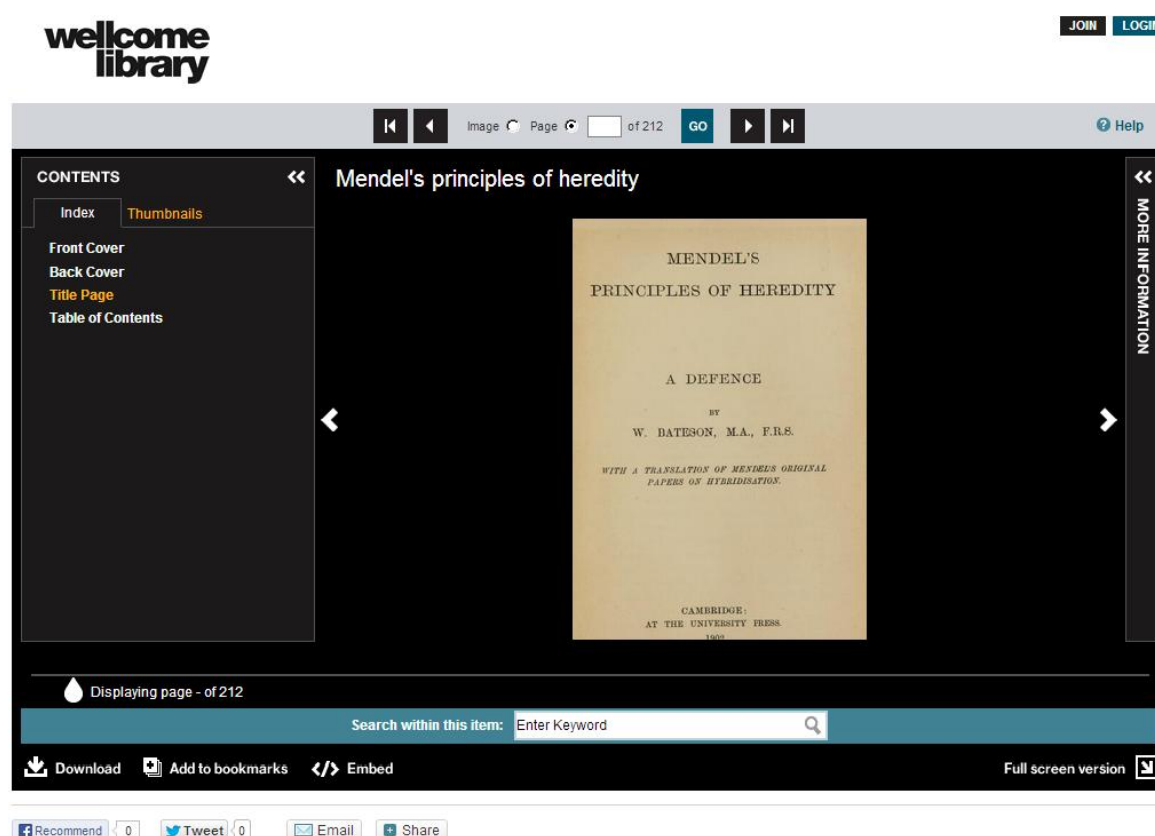 wellcome
library
JOIN LOGIN
Image Page of 212 GO Help
CONTENTS
Index Thumbnails
Front Cover
Back Cover
Title Page
Table of Contents
Mendel's principles of heredity
MENDEL'S
PRINCIPLES OF HEREDITY
A DEFENCE
BY
W. BATESON, M.A., F.R.S.
WITH A TRANSLATION OF MENDEL'S ORIGINAL
PAPERS ON HYBRIDISATION.
CAMBRIDGE:
AT THE UNIVERSITY PRESS.
1902
MORE INFORMATION
Displaying page - of 212
Search within this item: Enter Keyword
Download Add to bookmarks </> Embed Full screen version
Recommend 0 Tweet 0 Email Share